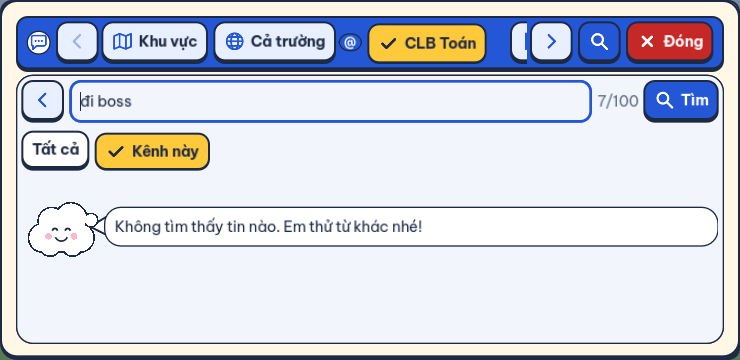 Khu vực
Cả trường
@
CLB Toán
Đóng
đi boss
7/100
Tìm
Tất cả
Kênh này
Không tìm thấy tin nào. Em thử từ khác nhé!